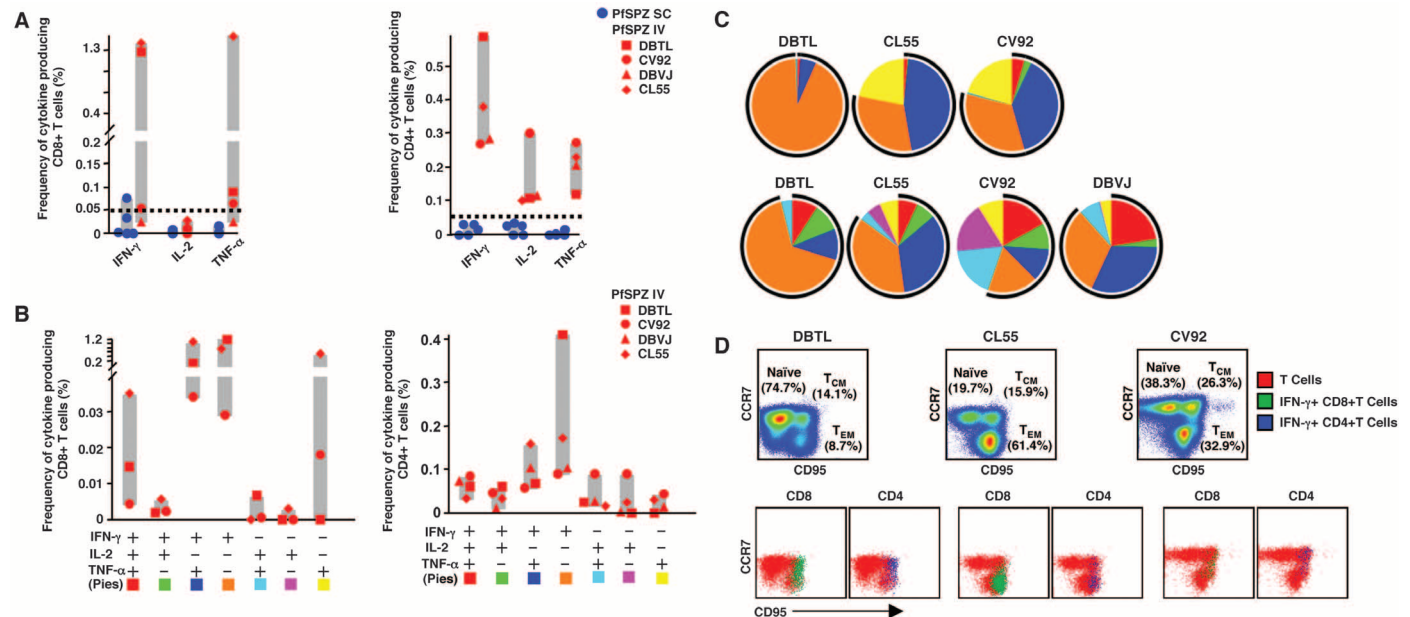 A
Frequency of cytokine producing
CD8+ T cells (%)
1.3
0.4
0.2
0.15
0.1
0.05
0
IFN-γ
IL-2
TNF-α
Frequency of cytokine producing
CD4+ T cells (%)
0.5
0.4
0.3
0.2
0.1
0
IFN-γ
IL-2
TNF-α
PfSPZ SC
PfSPZ IV
DBTL
CV92
DBVJ
CL55
B
Frequency of cytokine producing
CD8+ T cells (%)
1.2
0.2
0.03
0.02
0.01
0
IFN-γ + + + + − − −
IL-2 + + − − + + −
TNF-α + − + − + − +
(Pies)
Frequency of cytokine producing
CD4+ T cells (%)
0.4
0.3
0.2
0.1
0
+ + + + − − −
+ + − − + + −
+ − + − + − +
PfSPZ IV
DBTL
CV92
DBVJ
CL55
C
DBTL
CL55
CV92
DBTL
CL55
CV92
DBVJ
D
DBTL
CL55
CV92
CCR7
Naïve
(74.7%)
TCM
(14.1%)
TEM
(8.7%)
CD95
CCR7
Naïve
(19.7%)
TCM
(15.9%)
TEM
(61.4%)
CD95
CCR7
Naïve
(38.3%)
TCM
(26.3%)
TEM
(32.9%)
CD95
T Cells
IFN-γ+ CD8+T Cells
IFN-γ+ CD4+T Cells
CD8
CD4
CD8
CD4
CD8
CD4
CCR7
CD95